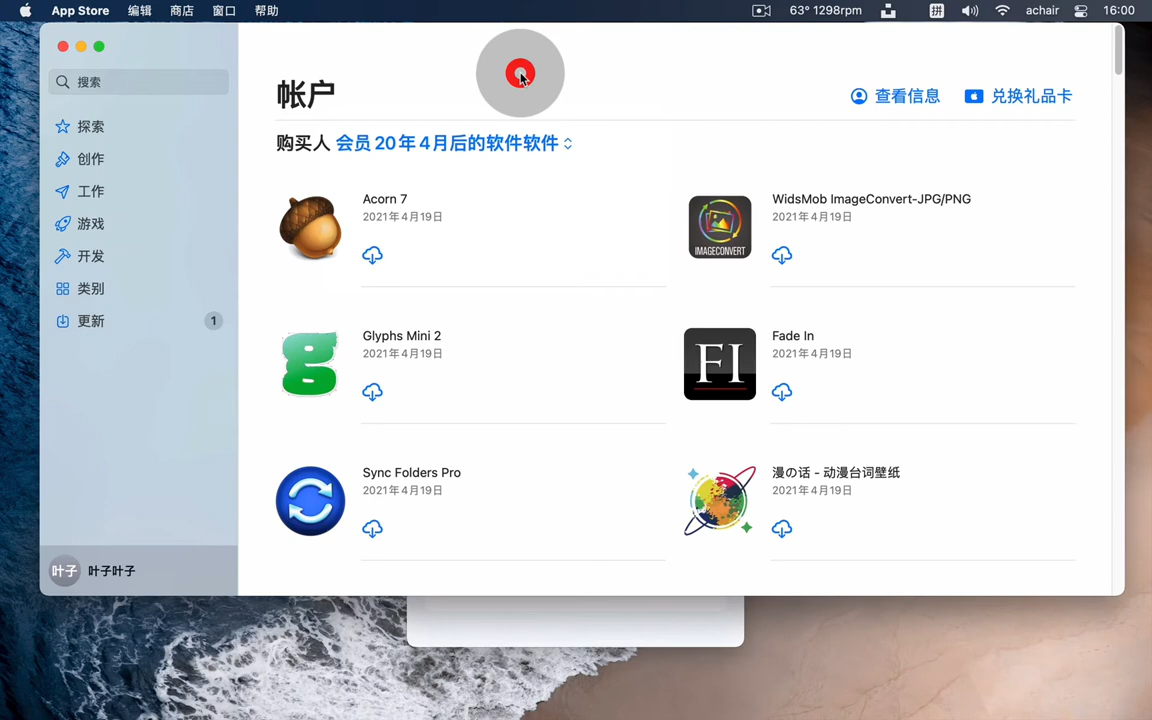 App Store 编辑 商店 窗口 帮助 63° 1298rpm 拼 achair 16:00
搜索
探索
创作
工作
游戏
开发
类别
更新 1
叶子 叶子叶子
帐户
查看信息 兑换礼品卡
购买人 会员20年4月后的软件软件
Acorn 7
2021年4月19日
WidsMob ImageConvert-JPG/PNG
2021年4月19日
IMAGECONVERT
Glyphs Mini 2
2021年4月19日
FI
Fade In
2021年4月19日
Sync Folders Pro
2021年4月19日
漫の话 - 动漫台词壁纸
2021年4月19日